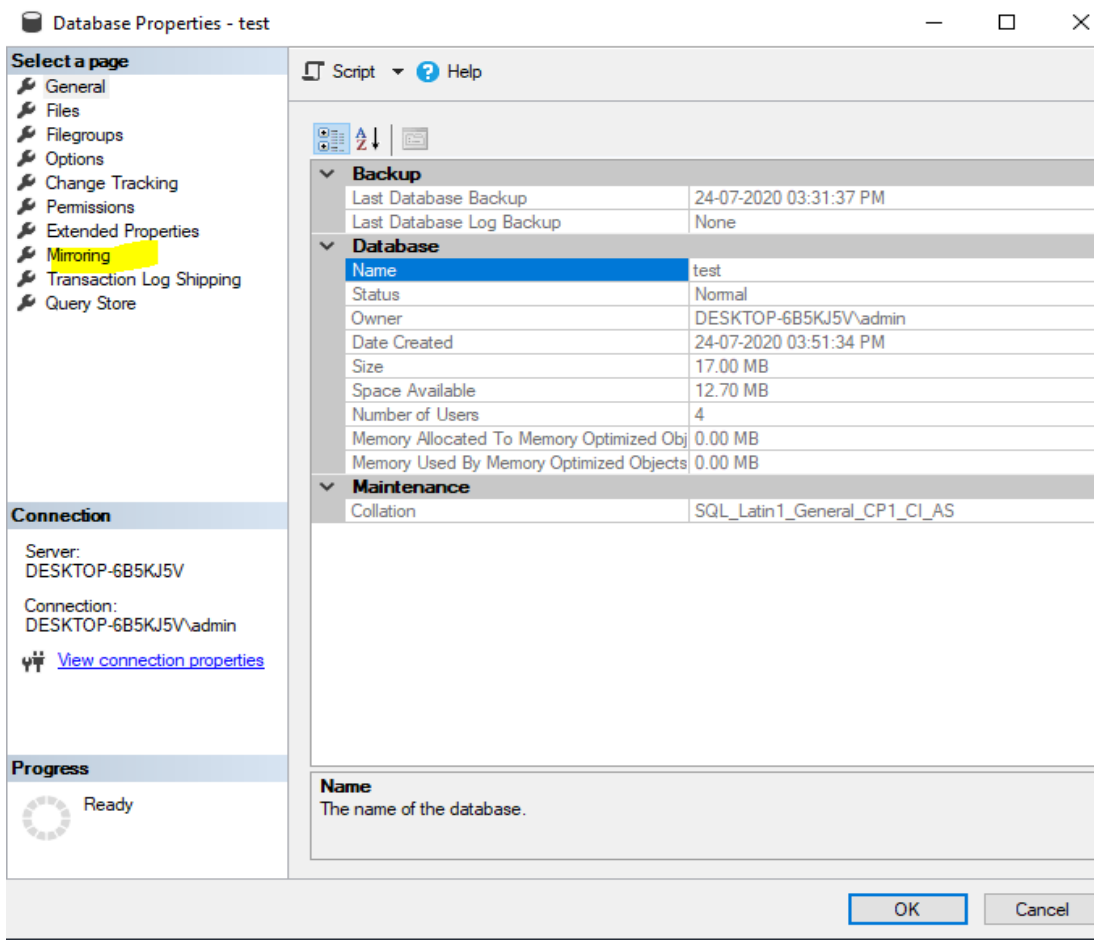 Database Properties - test
Select a page
General
Files
Filegroups
Options
Change Tracking
Permissions
Extended Properties
Mirroring
Transaction Log Shipping
Query Store
Connection
Server:
DESKTOP-6B5KJ5V
Connection:
DESKTOP-6B5KJ5V\admin
View connection properties
Progress
Ready
Script Help
Backup
Last Database Backup 24-07-2020 03:31:37 PM
Last Database Log Backup None
Database
Name test
Status Normal
Owner DESKTOP-6B5KJ5V\admin
Date Created 24-07-2020 03:51:34 PM
Size 17.00 MB
Space Available 12.70 MB
Number of Users 4
Memory Allocated To Memory Optimized Obj 0.00 MB
Memory Used By Memory Optimized Objects 0.00 MB
Maintenance
Collation SQL_Latin1_General_CP1_CI_AS
Name
The name of the database.
OK Cancel